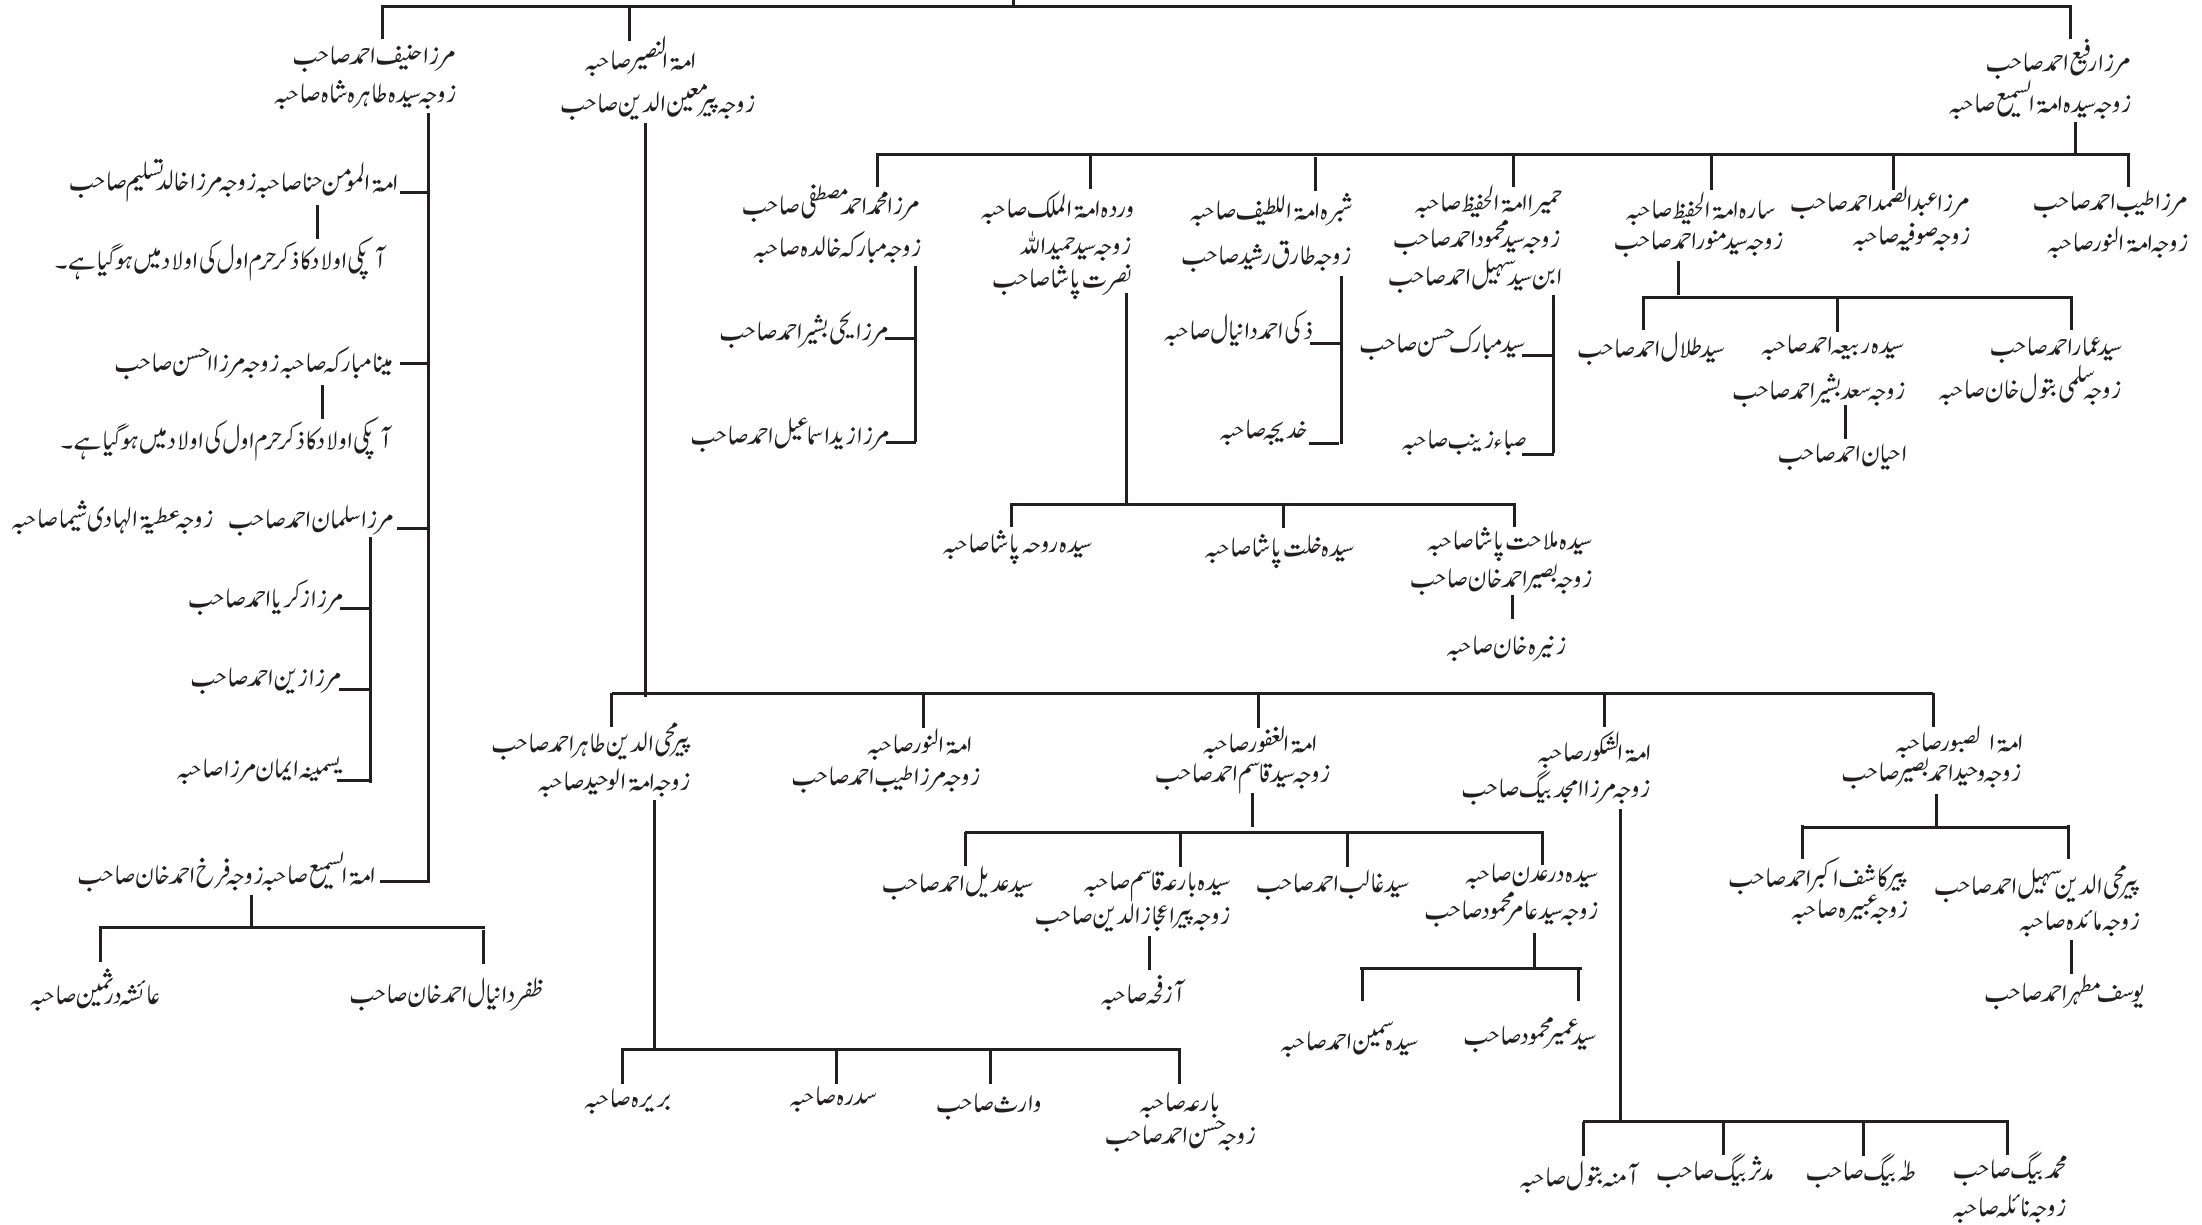 مرزا رفیع احمد صاحب
زوجہ سیدہ امۃ السمیع صاحبہ
امۃ النصیر صاحبہ
زوجہ پیر معین الدین صاحب
مرزا حنیف احمد صاحب
زوجہ سیدہ طاہرہ شاہ صاحبہ
مرزا طیب احمد صاحب
زوجہ امۃ النور صاحبہ
مرزا عبدالصمد احمد صاحب
زوجہ صوفیہ صاحبہ
سارہ امۃ الحفیظ صاحبہ
زوجہ سید منور احمد صاحب
حمیرا امۃ الحفیظ صاحبہ
زوجہ سید محمود احمد صاحب
ابن سید سہیل احمد صاحب
شبرہ امۃ اللطیف صاحبہ
زوجہ طارق رشید صاحب
وردہ امۃ الملک صاحبہ
زوجہ سید حمید اللہ
نصرت پاشا صاحب
مرزا محمد احمد مصطفی صاحب
زوجہ مبارکہ خالدہ صاحبہ
سید عمار احمد صاحب
زوجہ سلمی بتول خان صاحبہ
سیدہ ربیعہ احمد صاحبہ
زوجہ سعد بشیر احمد صاحب
احیان احمد صاحب
سید طلال احمد صاحب
سید مبارک حسن صاحب
صباء زینب صاحبہ
ذکی احمد دانیال صاحبہ
خدیجہ صاحبہ
مرزا یحی بشیر احمد صاحب
مرزا زید اسماعیل احمد صاحب
سیدہ ملاحت پاشا صاحبہ
زوجہ بصیر احمد خان صاحب
زنیرہ خان صاحبہ
سیدہ خلت پاشا صاحبہ
سیدہ روحہ پاشا صاحبہ
امۃ المومن حنا صاحبہ زوجہ مرزا خالد تسلیم صاحب
آپکی اولاد کا ذکر حرم اول کی اولاد میں ہو گیا ہے۔
مینا مبارکہ صاحبہ زوجہ مرزا احسن صاحب
آپکی اولاد کا ذکر حرم اول کی اولاد میں ہو گیا ہے۔
مرزا سلمان احمد صاحب زوجہ عطیۃ الہادی شیما صاحبہ
مرزا زکریا احمد صاحب
مرزا زین احمد صاحب
یسمینہ ایمان مرزا صاحبہ
امۃ السمیع صاحبہ زوجہ فرخ احمد خان صاحب
ظفر دانیال احمد خان صاحب
عائشہ در ثمین صاحبہ
امۃ الصبور صاحبہ
زوجہ وحید احمد بصیر صاحب
امۃ الشکور صاحبہ
زوجہ مرزا امجد بیگ صاحب
امۃ الغفور صاحبہ
زوجہ سید قاسم احمد صاحب
امۃ النور صاحبہ
زوجہ مرزا طیب احمد صاحب
پیر محی الدین طاہر احمد صاحب
زوجہ امۃ الوحید صاحبہ
پیر محی الدین سہیل احمد صاحب
زوجہ مائدہ صاحبہ
یوسف مطہر احمد صاحب
پیر کاشف اکبر احمد صاحب
زوجہ عبیرہ صاحبہ
سیدہ در عدن صاحبہ
زوجہ سید عامر محمود صاحب
سید غالب احمد صاحب
سیدہ بارعہ قاسم صاحبہ
زوجہ پیر اعجاز الدین صاحب
سید عدیل احمد صاحب
آزفحہ صاحبہ
سید عمیر محمود صاحب
سیدہ سمین احمد صاحبہ
بارعہ صاحبہ
زوجہ حسن احمد صاحب
وارث صاحب
سدرہ صاحبہ
بریرہ صاحبہ
محمد بیگ صاحب
زوجہ نائلہ صاحبہ
طہٰ بیگ صاحب
مدثر بیگ صاحب
آمنہ بتول صاحبہ